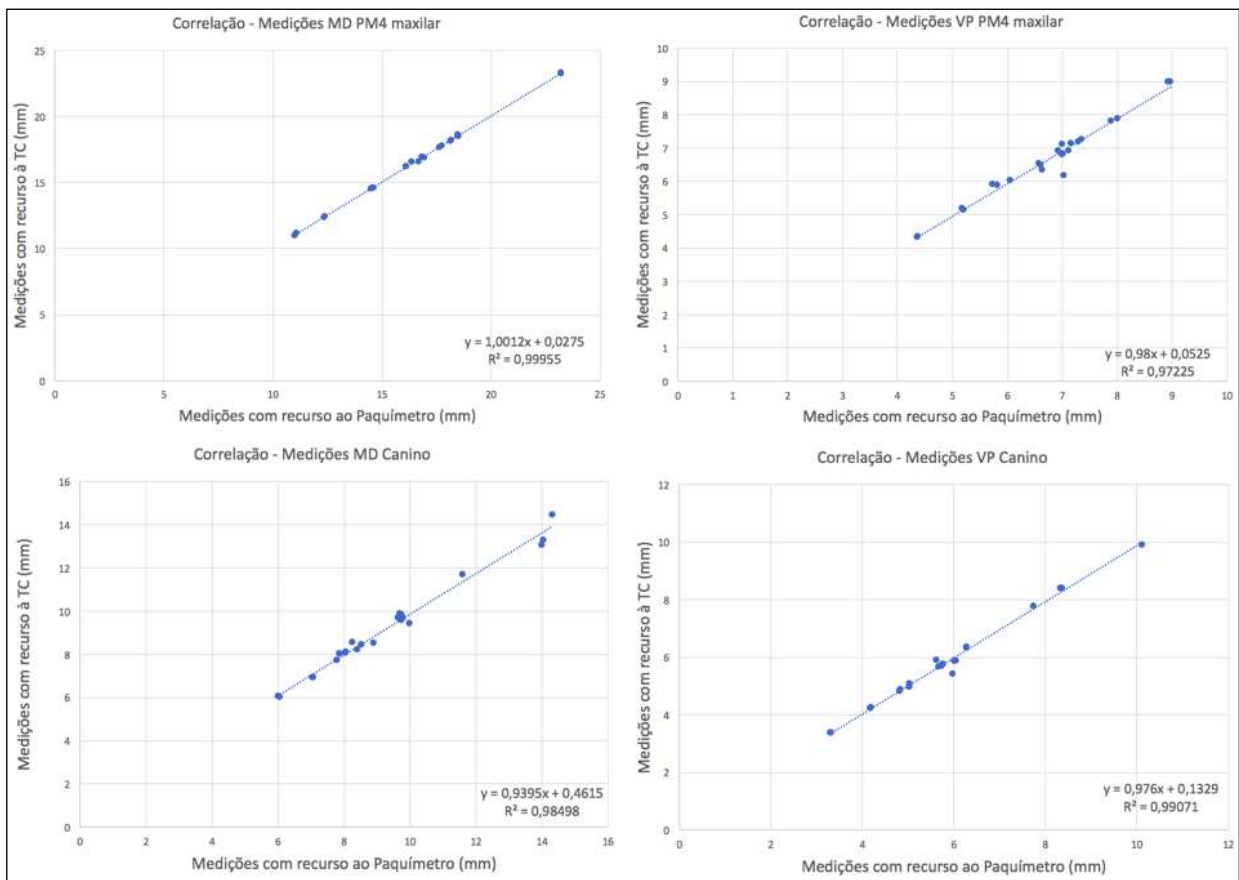 Correlação - Medições MD PM4 maxilar
Medições com recurso à TC (mm)
25
20
15
10
5
0
0 5 10 15 20 25
y = 1,0012x + 0,0275
R² = 0,99955
Medições com recurso ao Paquímetro (mm)
Correlação - Medições VP PM4 maxilar
Medições com recurso à TC (mm)
10
9
8
7
6
5
4
3
2
1
0
0 1 2 3 4 5 6 7 8 9 10
y = 0,98x + 0,0525
R² = 0,97225
Medições com recurso ao Paquímetro (mm)
Correlação - Medições MD Canino
Medições com recurso à TC (mm)
16
14
12
10
8
6
4
2
0
0 2 4 6 8 10 12 14 16
y = 0,9395x + 0,4615
R² = 0,98498
Medições com recurso ao Paquímetro (mm)
Correlação - Medições VP Canino
Medições com recurso à TC (mm)
12
10
8
6
4
2
0
0 2 4 6 8 10 12
y = 0,976x + 0,1329
R² = 0,99071
Medições com recurso ao Paquímetro (mm)